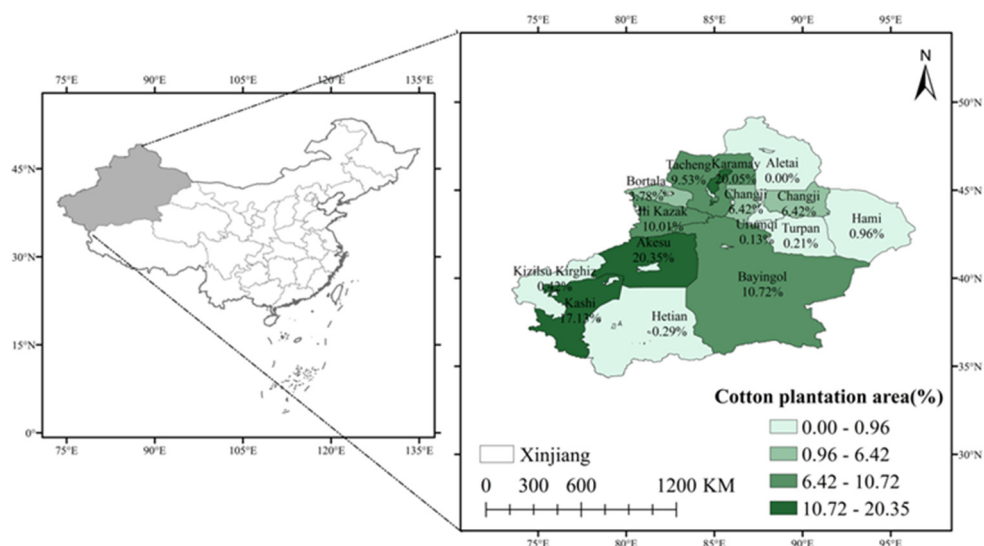 75°E 80°E 85°E 90°E 95°E
N
75°E 90°E 105°E 120°E 135°E
50°N
45°N
30°N
15°N
0°
75°E 90°E 105°E 120°E 135°E
Tacheng
9.53%
Karamay
20.05%
Aletai
0.00%
Bortala
3.78%
Changji
6.42%
Changji
6.42%
Hami
0.96%
Ili Kazak
10.01%
Urumqi
0.13%
Turpan
0.21%
Akesu
20.35%
Bayingol
10.72%
Kizilsu Kirghiz
Kashi
17.13%
Hetian
0.29%
45°N
40°N
35°N
30°N
Cotton plantation area(%)
0.00 - 0.96
0.96 - 6.42
6.42 - 10.72
10.72 - 20.35
Xinjiang
0 300 600 1200 KM
75°E 80°E 85°E 90°E 95°E